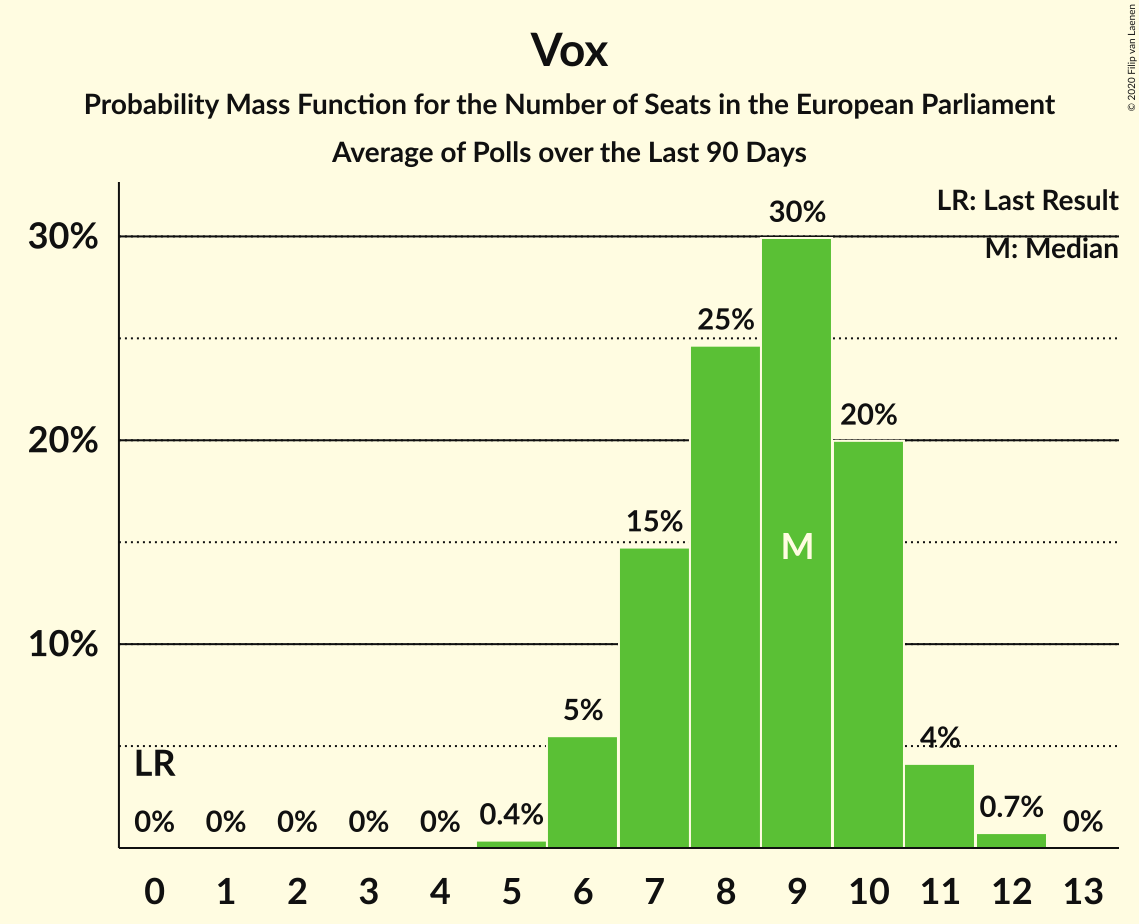 Vox
Probability Mass Function for the Number of Seats in the European Parliament
Average of Polls over the Last 90 Days
© 2020 Filip van Laenen
LR: Last Result
M: Median
30%
20%
10%
LR
0%
0%
0%
0%
0%
0.4%
5%
15%
25%
30%
M
20%
4%
0.7%
0%
0 1 2 3 4 5 6 7 8 9 10 11 12 13